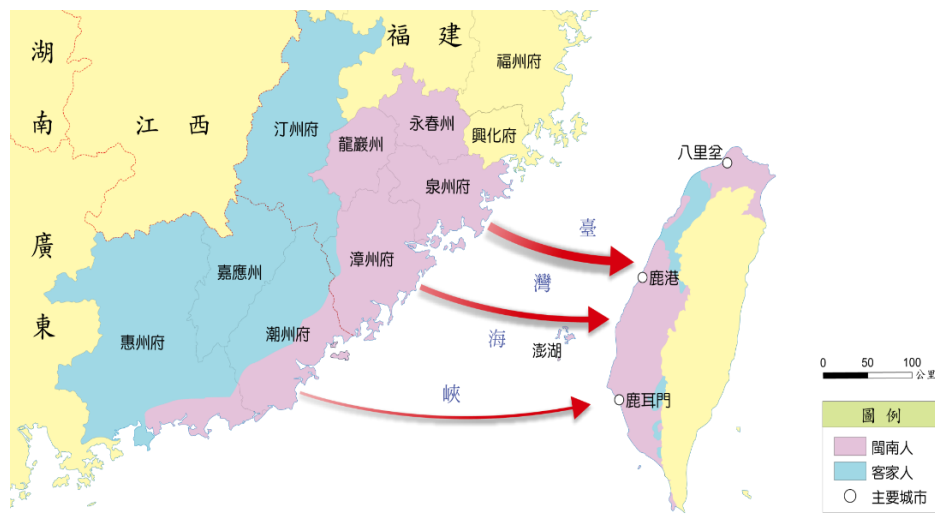 湖南
江西
福建
廣東
福州府
興化府
永春州
龍巖州
汀州府
泉州府
漳州府
嘉應州
潮州府
惠州府
臺灣海峽
澎湖
八里坌
鹿港
鹿耳門
0 50 100 公里
圖例
閩南人
客家人
主要城市